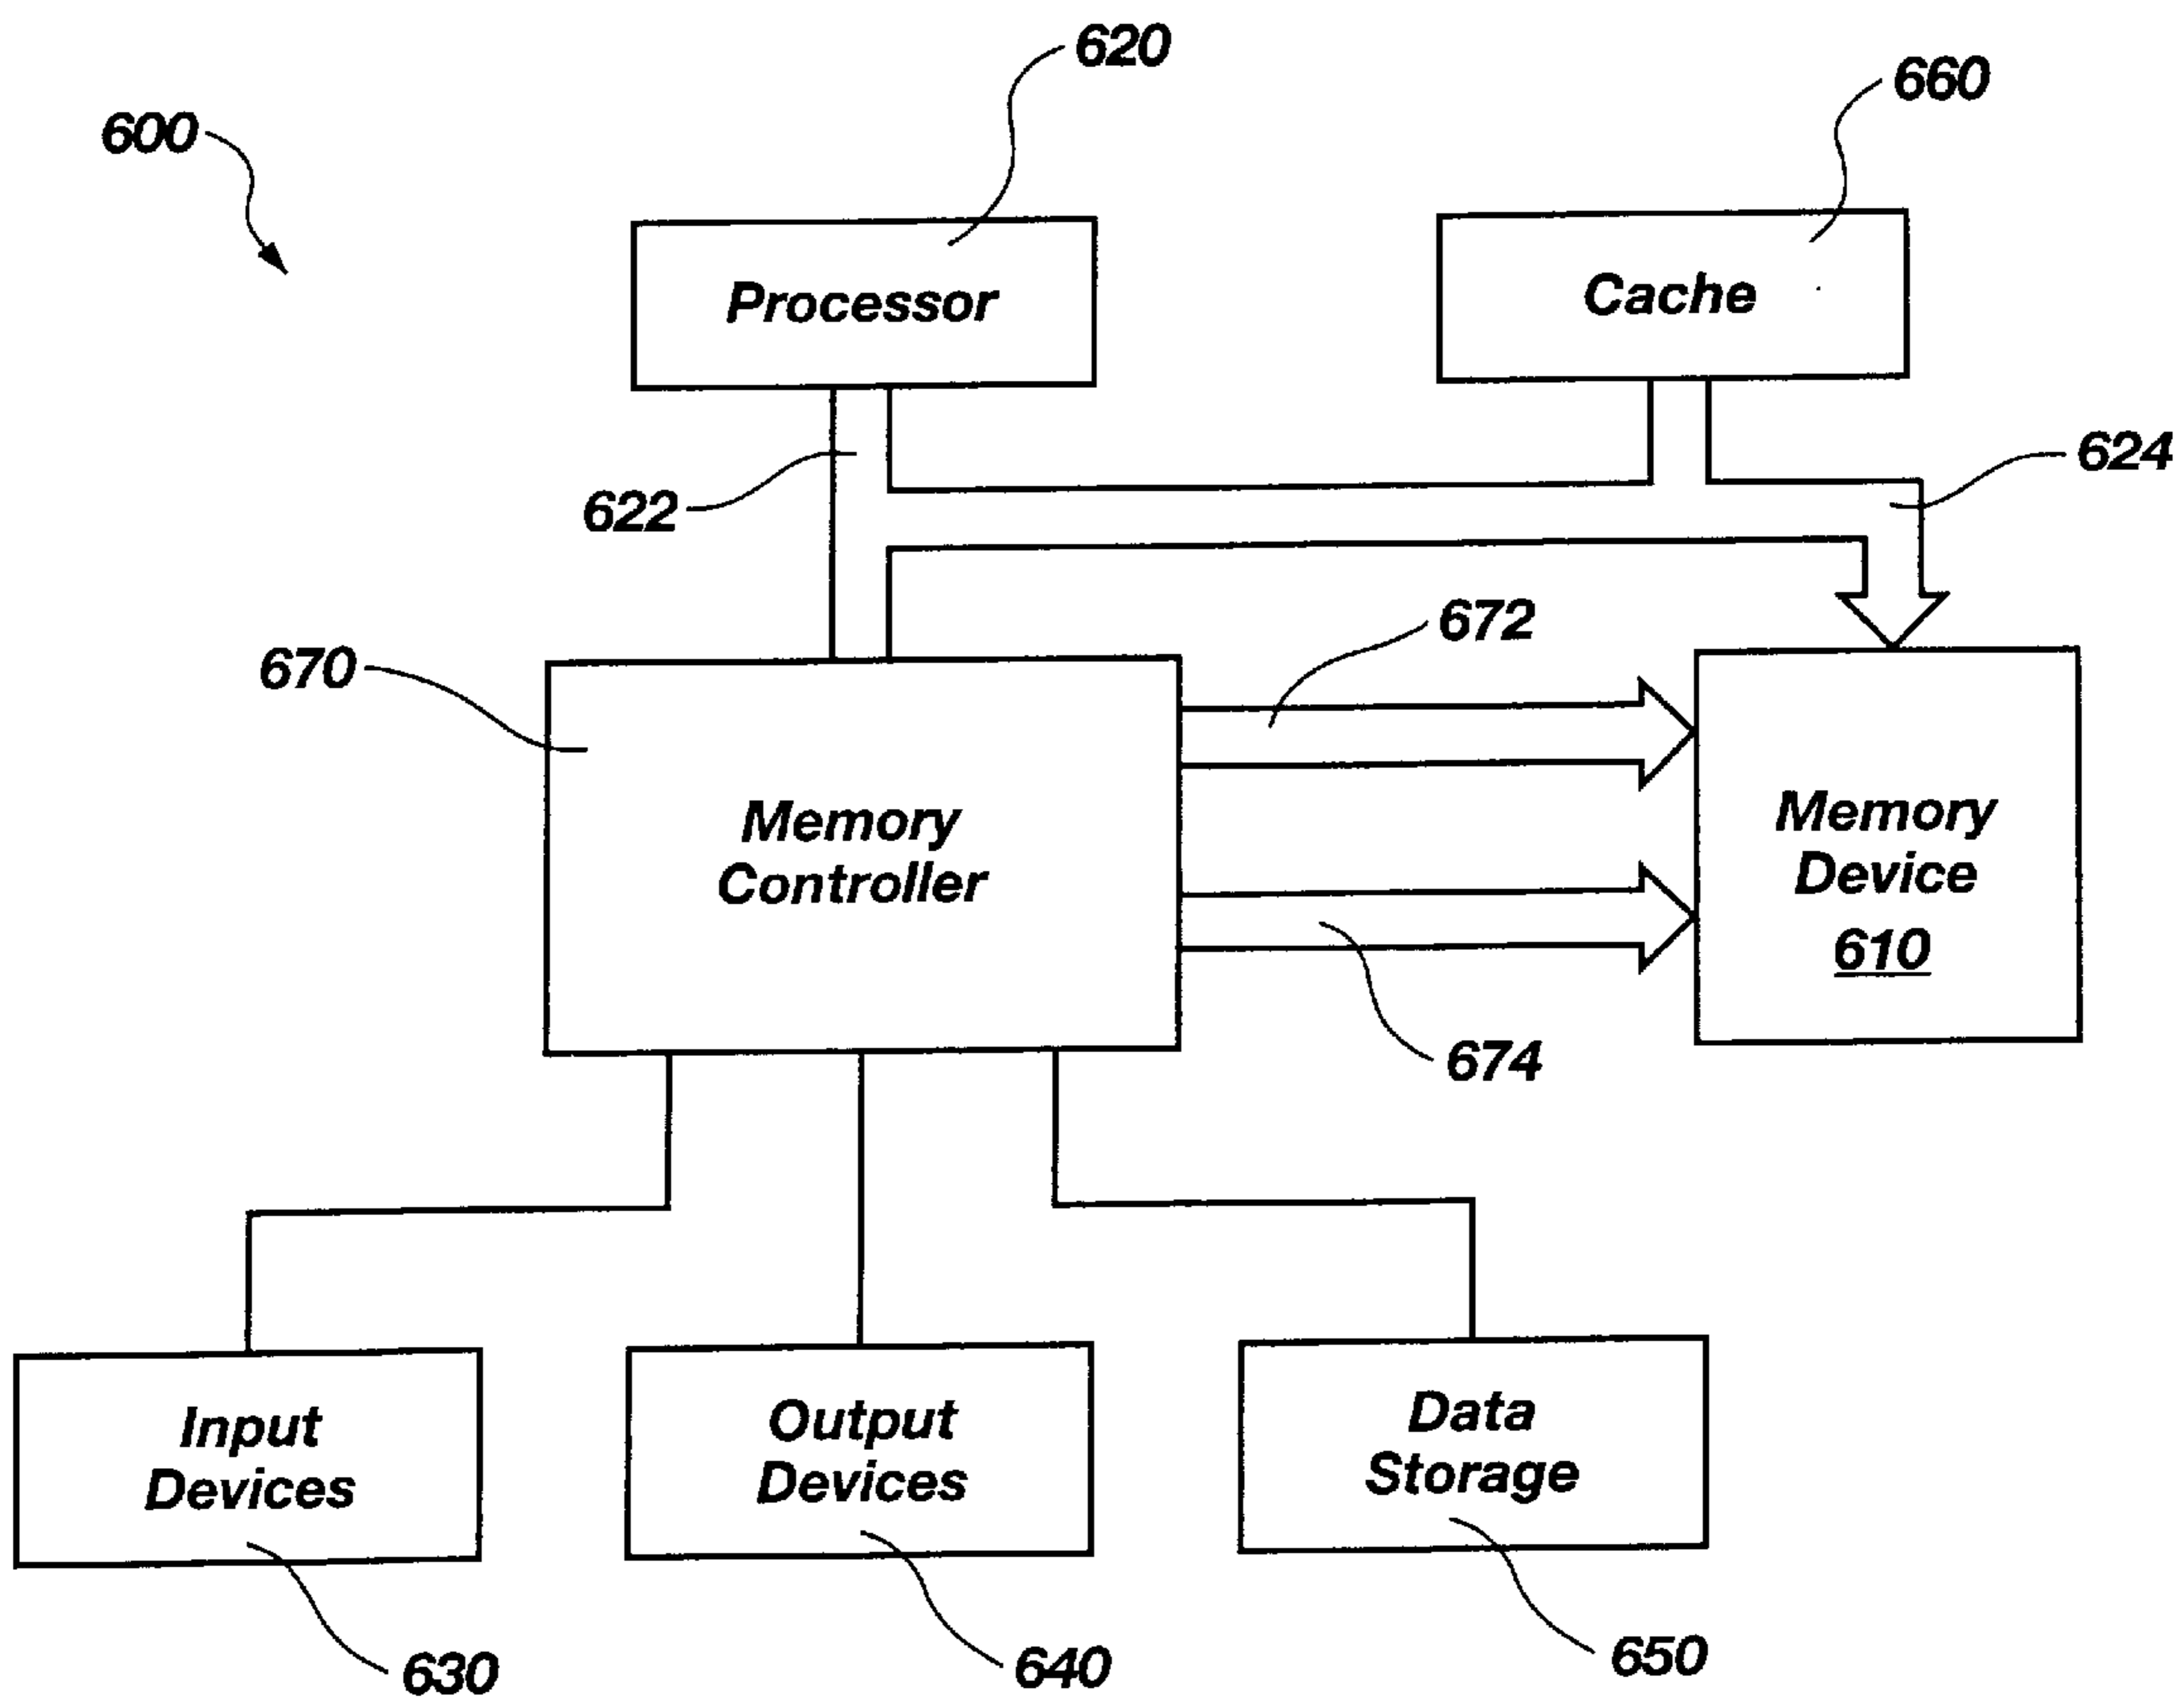 620
660
600
Processor
Cache
624
622
672
670
Memory
Controller
Memory
Device
610
674
Input
Devices
Output
Devices
Data
Storage
630
640
650